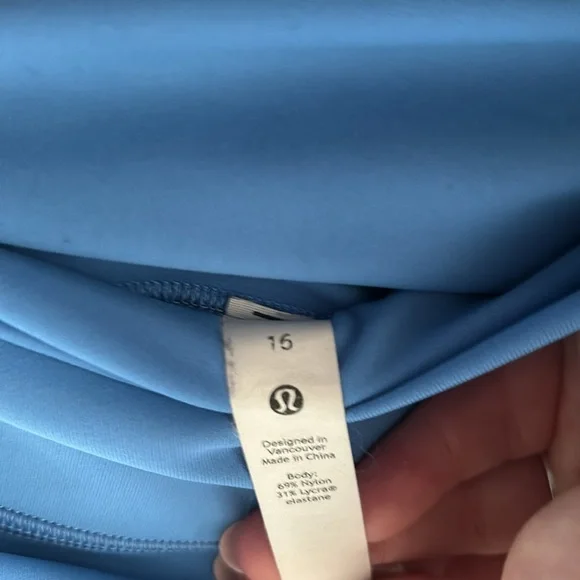 16
Designed in
Vancouver
Made in China
Body:
69% Nylon
31% Lycra®
elastane